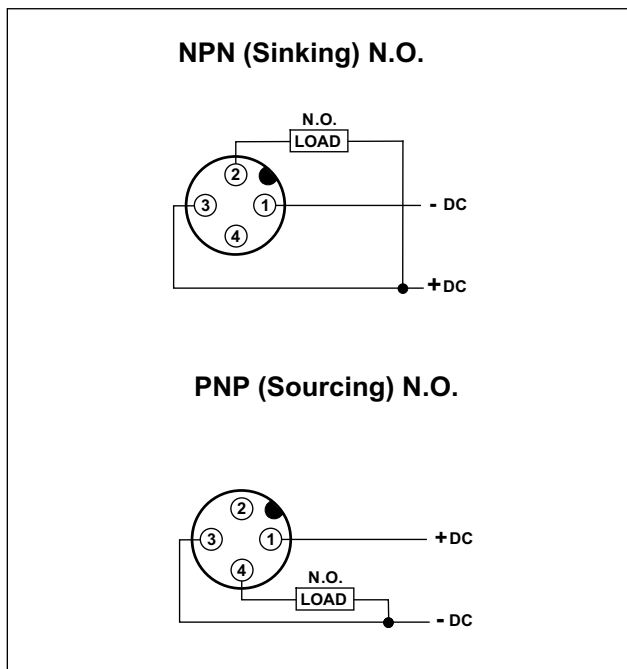 NPN (Sinking) N.O.
N.O.
LOAD
2
3
1
- DC
4
+ DC
PNP (Sourcing) N.O.
2
3
1
+ DC
4
N.O.
LOAD
- DC